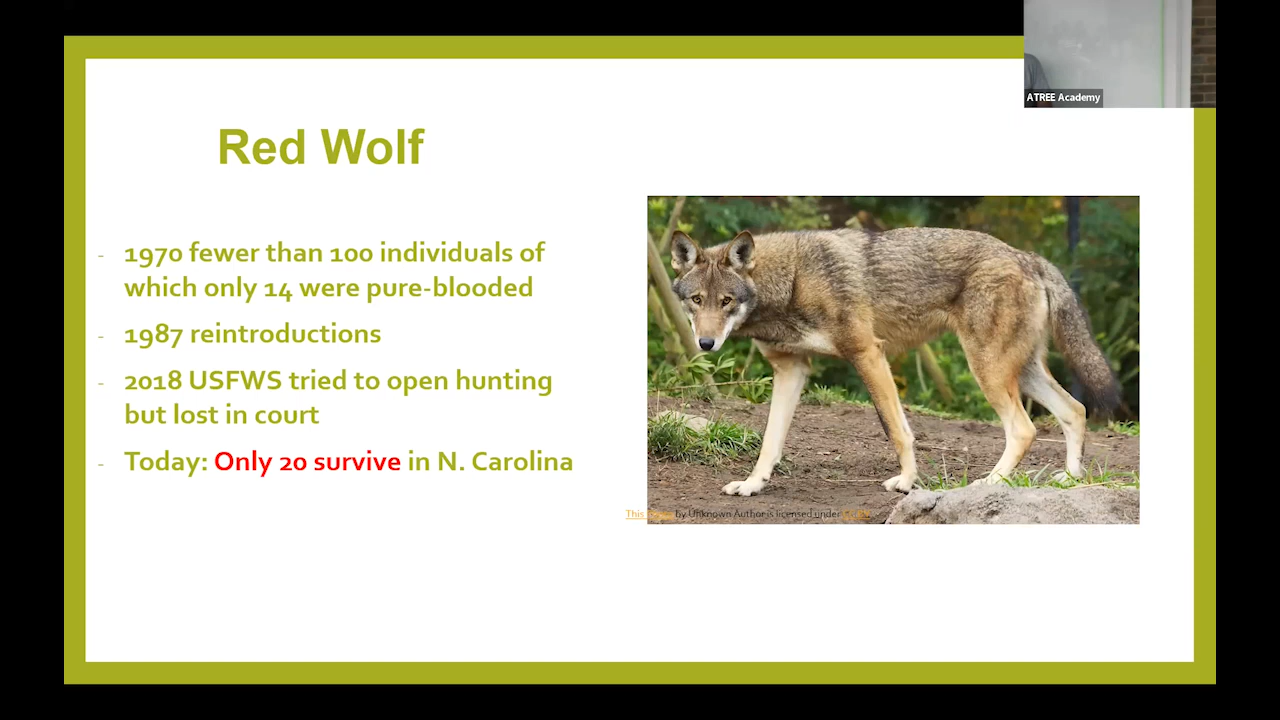 ATREE Academy
Red Wolf
- 1970 fewer than 100 individuals of
which only 14 were pure-blooded
- 1987 reintroductions
- 2018 USFWS tried to open hunting
but lost in court
- Today: Only 20 survive in N. Carolina
This by Unknown Author is licensed under